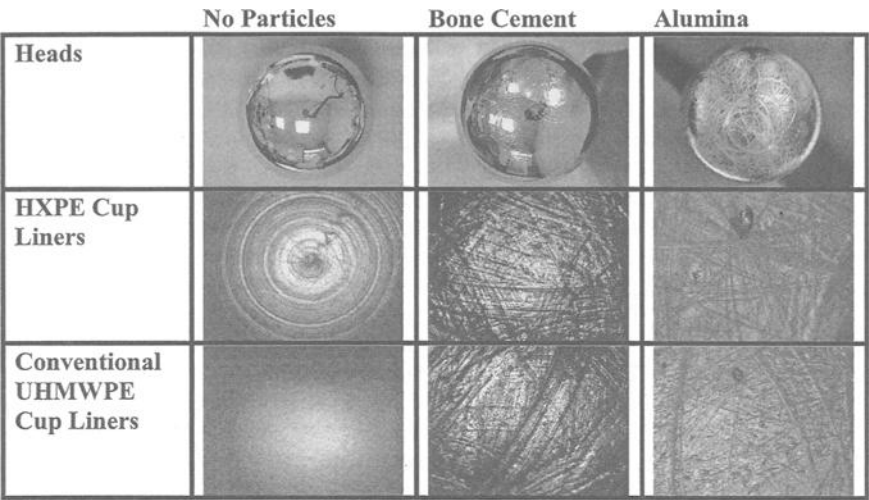 No Particles Bone Cement Alumina
Heads
HXPE Cup
Liners
Conventional
UHMWPE
Cup Liners